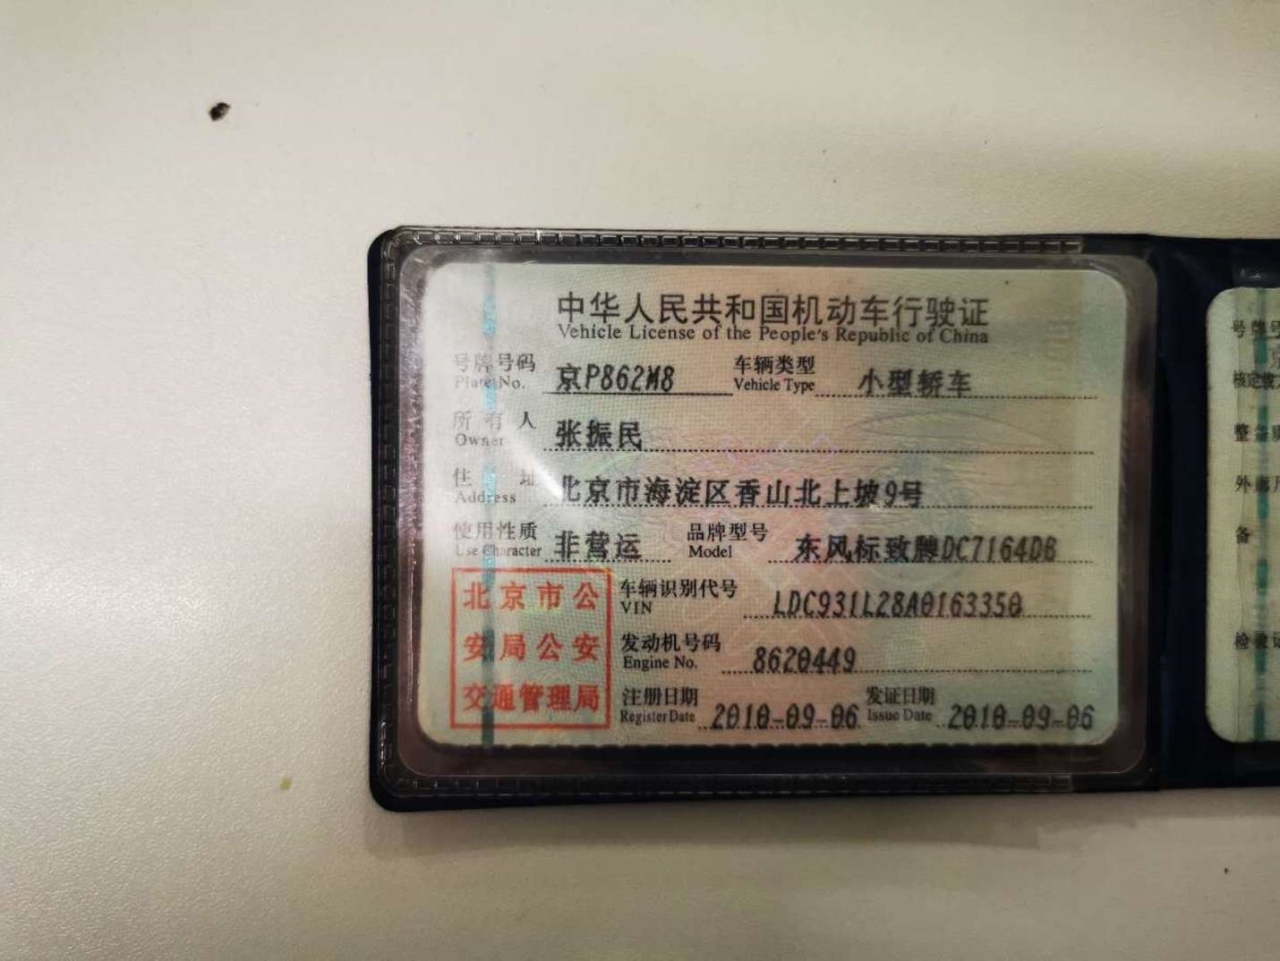 中华人民共和国机动车行驶证
Vehicle License of the People's Republic of China
号牌号码 京P862M8 车辆类型 小型轿车
Plate No. Vehicle Type
所有人 张振民
Owner
住址 北京市海淀区香山北上坡9号
Address
使用性质 非营运 品牌型号 东风标致牌DC7164DB
Use Character Model
北京市公
安局公安
交通管理局
车辆识别代号 LDC931L28A0163350
VIN
发动机号码 8620449
Engine No.
注册日期 2010-09-06 发证日期 2010-09-06
Register Date Issue Date
号牌号
核定
整备
外廓
备
检验